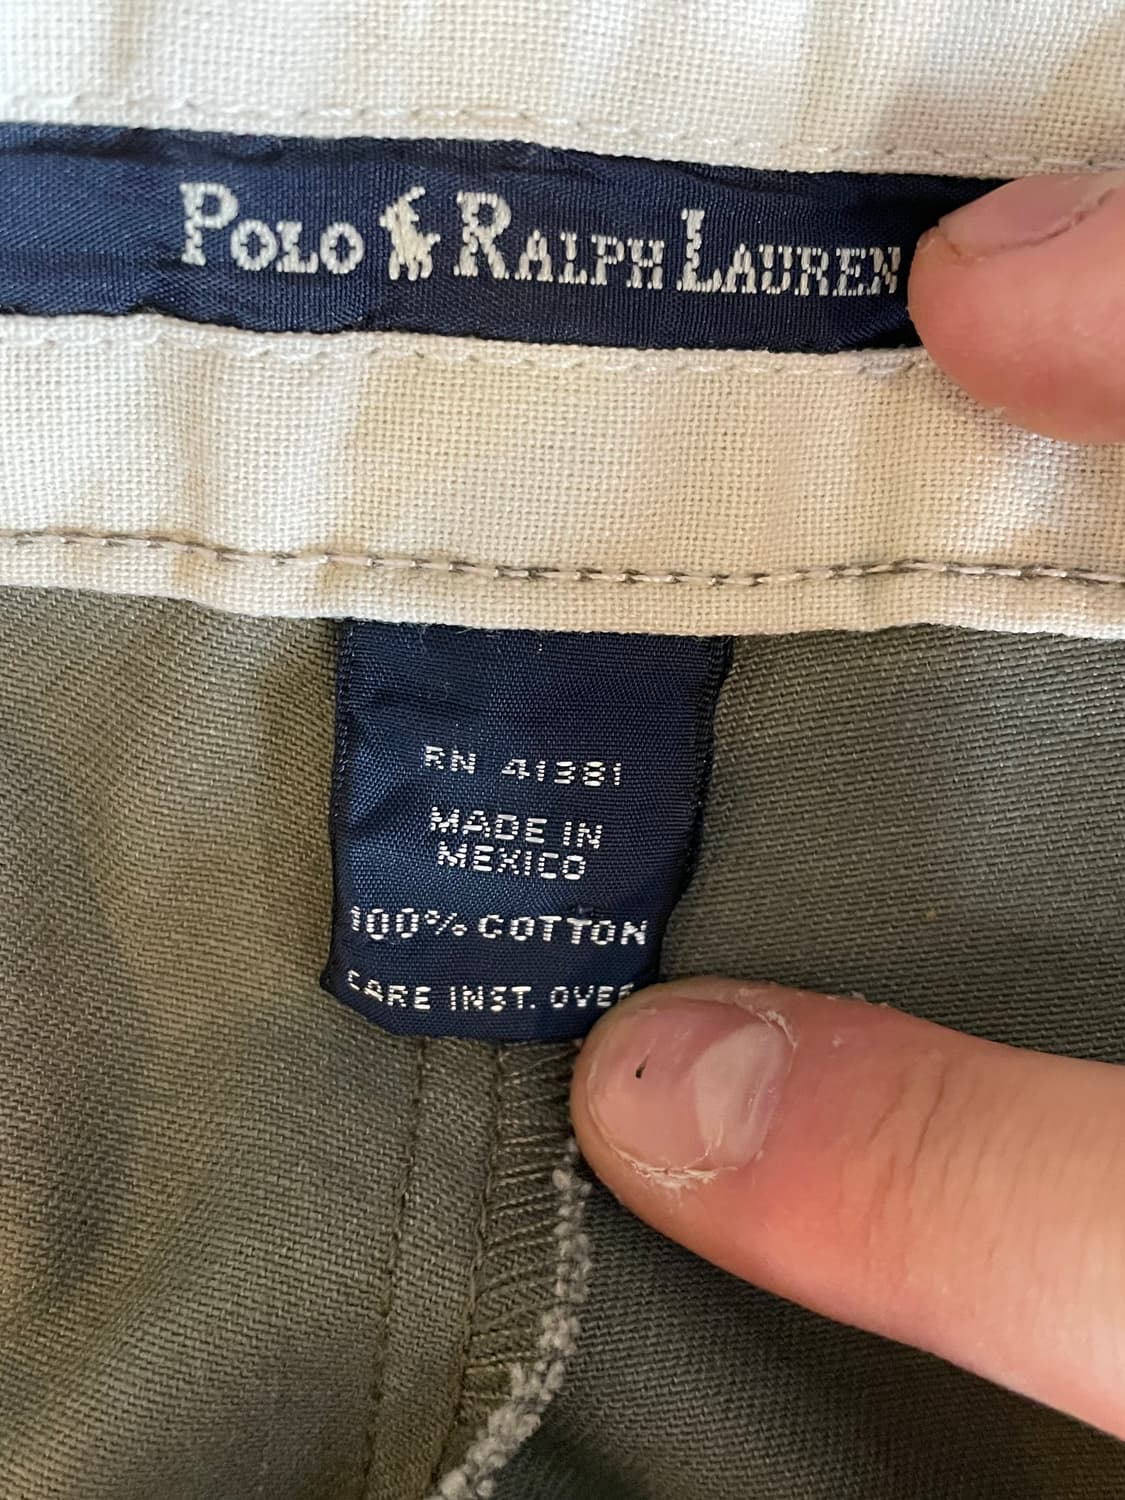 POLO RALPH LAUREN
RN 41381
MADE IN
MEXICO
100% COTTON
CARE INST. OVER